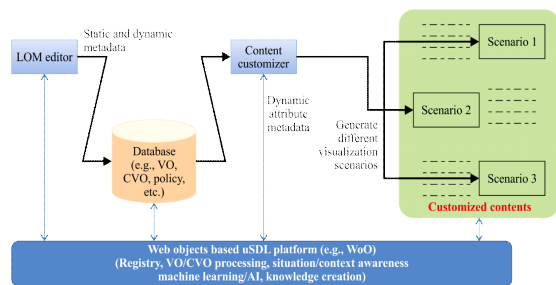 Static and dynamic
metadata
LOM editor
Content
customizer
Scenario 1
Dynamic
attribute
metadata
Scenario 2
Generate
different
visualization
scenarios
Database
(e.g., VO,
CVO, policy,
etc.)
Scenario 3
Customized contents
Web objects based uSDL platform (e.g., WoO)
(Registry, VO/CVO processing, situation/context awareness
machine learning/AI, knowledge creation)